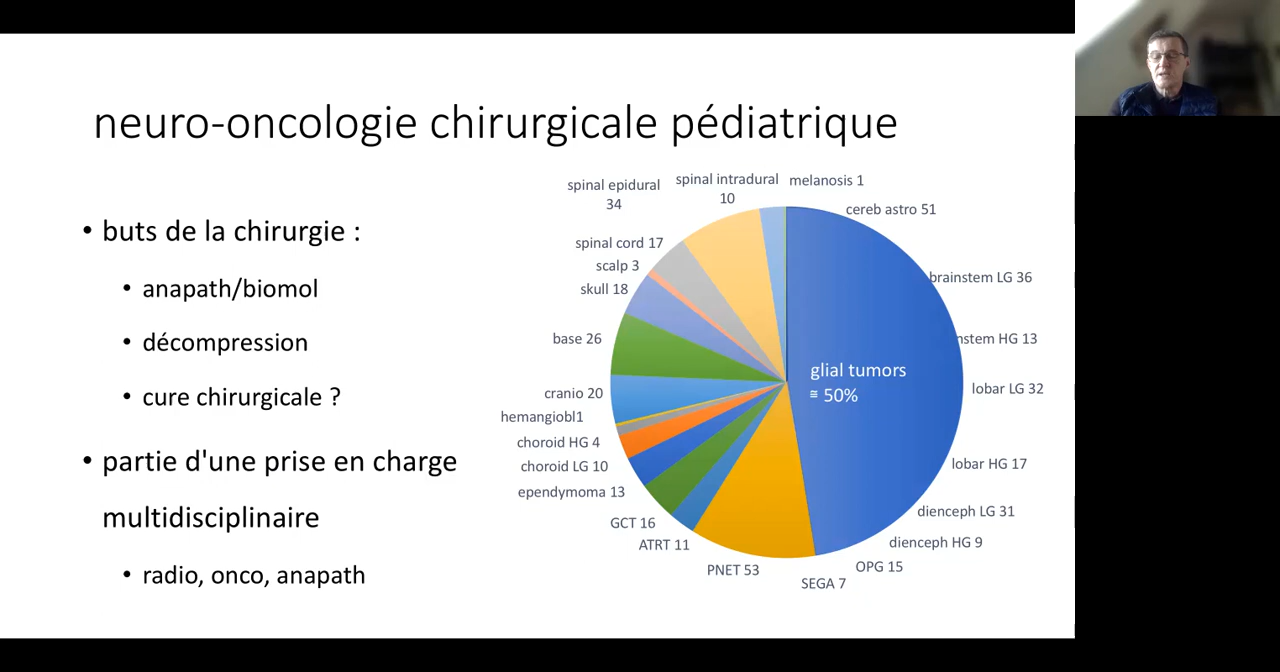 neuro-oncologie chirurgicale pédiatrique
• buts de la chirurgie :
• anapath/biomol
• décompression
• cure chirurgicale ?
• partie d'une prise en charge
multidisciplinaire
• radio, onco, anapath
melanosis 1
cereb astro 51
brainstem LG 36
nstem HG 13
lobar LG 32
lobar HG 17
dienceph LG 31
dienceph HG 9
OPG 15
SEGA 7
PNET 53
ATRT 11
GCT 16
ependymoma 13
choroid LG 10
choroid HG 4
hemangiobl1
cranio 20
base 26
skull 18
scalp 3
spinal cord 17
spinal epidural
34
spinal intradural
10
glial tumors
≅ 50%